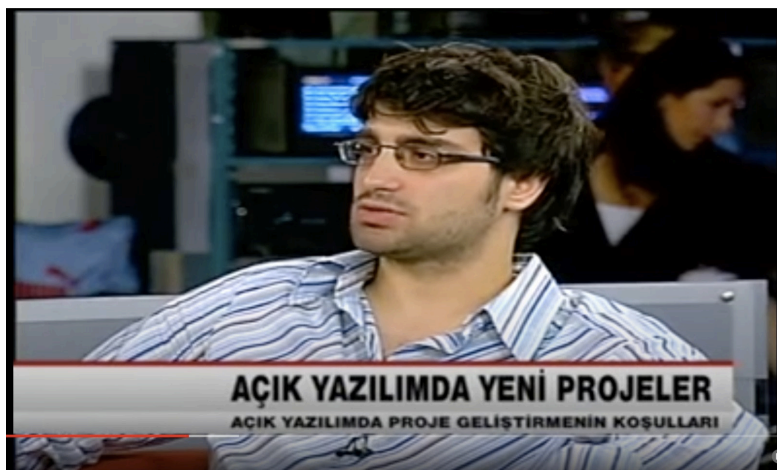 AÇIK YAZILIMDA YENİ PROJELER
AÇIK YAZILIMDA PROJE GELİŞTİRMENİN KOŞULLARI